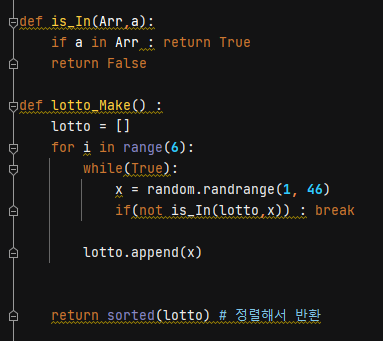 def is_In(Arr,a):
    if a in Arr : return True
    return False
def lotto_Make() :
    lotto = []
    for i in range(6):
        while(True):
            x = random.randrange(1, 46)
            if(not is_In(lotto,x)) : break
        lotto.append(x)
    return sorted(lotto) # 정렬해서 반환